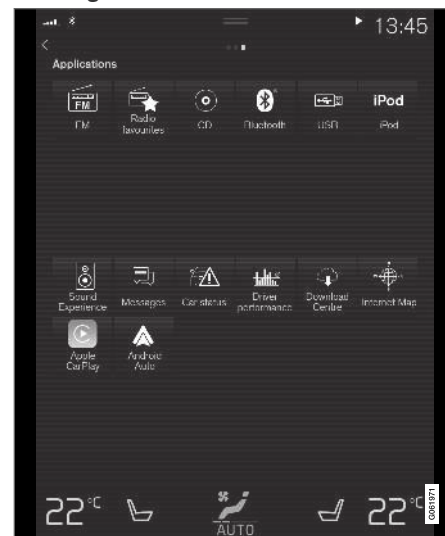 13:45
Applications
FM
FM
Radio
favourites
CD
Bluetooth
USB
iPod
iPod
Sound
Experience
Messages
Car status
Driver
performance
Download
Centre
Internet Map
Apple
CarPlay
Android
Auto
22°C
22°C
AUTO
G061971